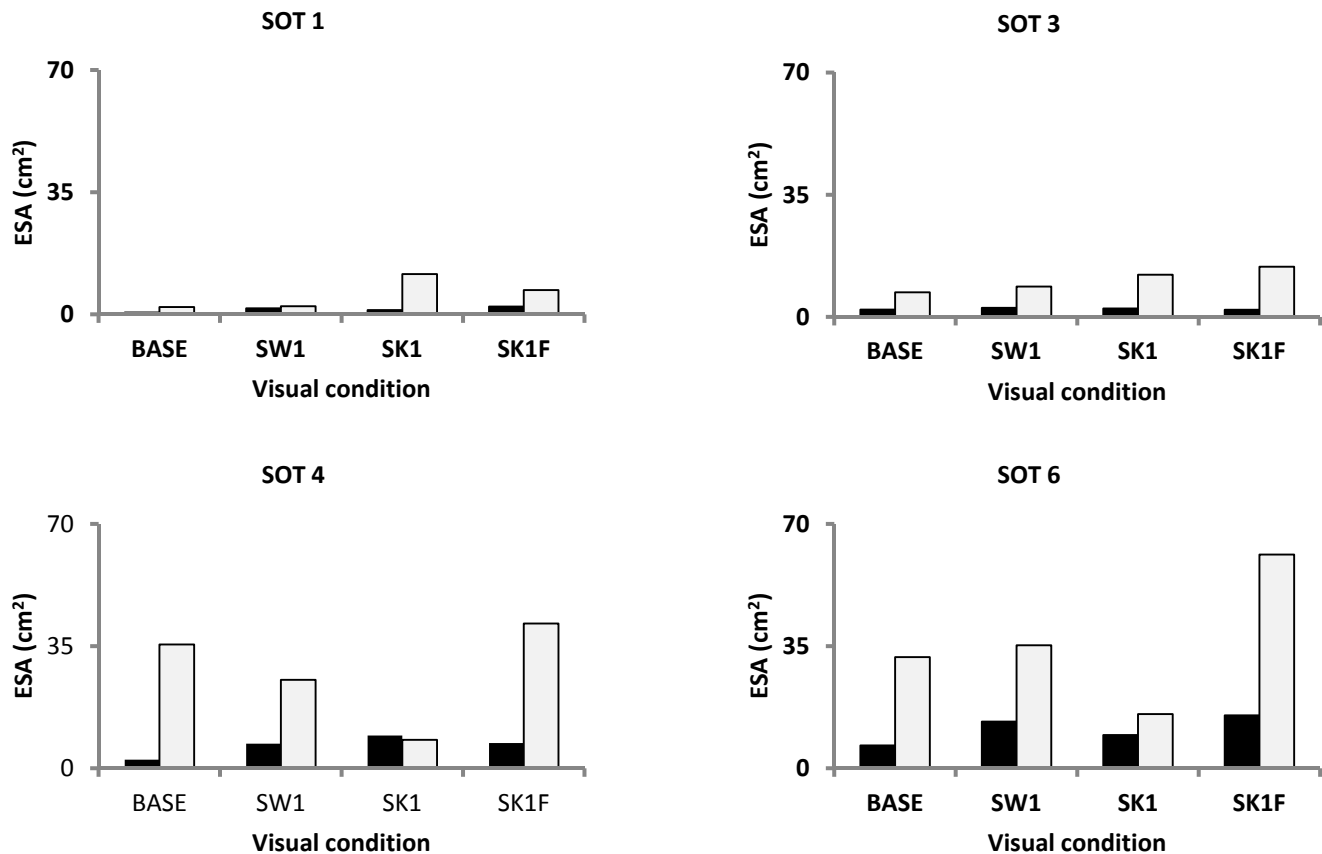 SOT 1
70
35
0
ESA (cm²)
BASE SW1 SK1 SK1F
Visual condition
SOT 3
70
35
0
ESA (cm²)
BASE SW1 SK1 SK1F
Visual condition
SOT 4
70
35
0
ESA (cm²)
BASE SW1 SK1 SK1F
Visual condition
SOT 6
70
35
0
ESA (cm²)
BASE SW1 SK1 SK1F
Visual condition